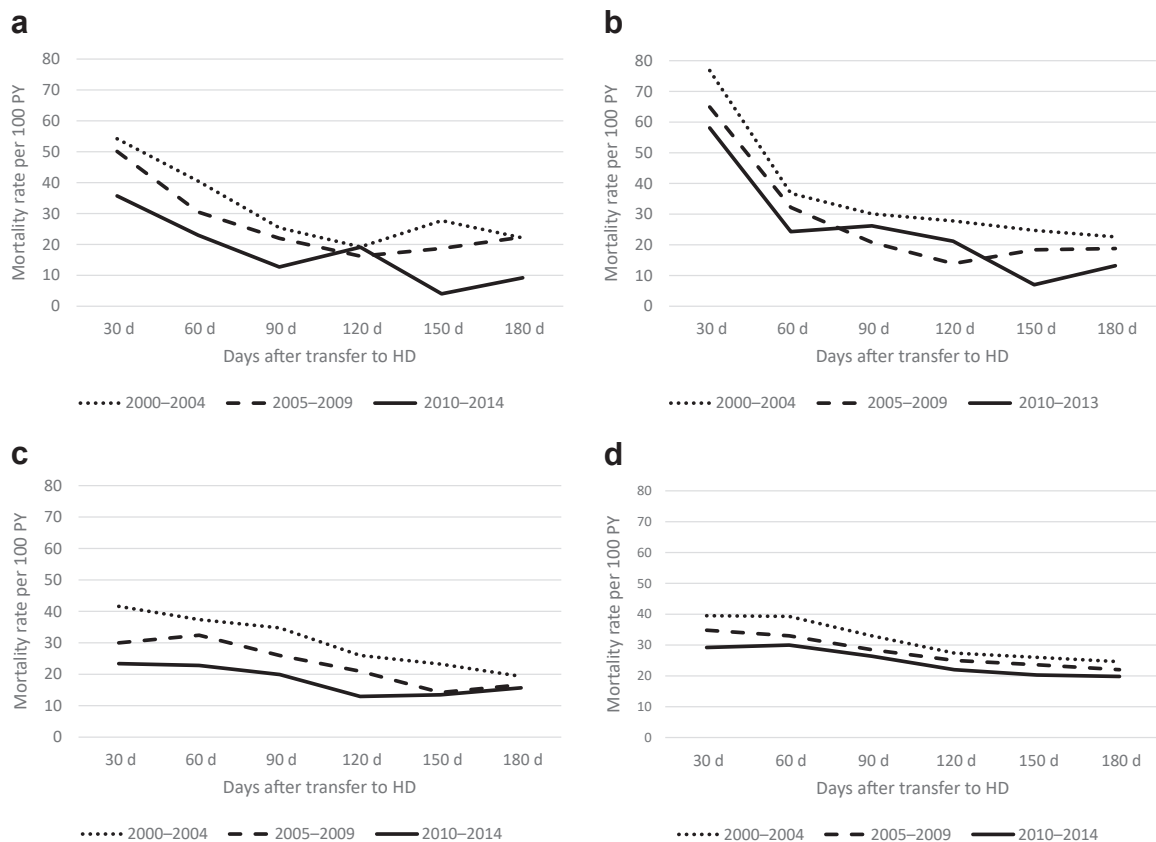 a
Mortality rate per 100 PY
80
70
60
50
40
30
20
10
0
30 d 60 d 90 d 120 d 150 d 180 d
Days after transfer to HD
2000–2004 2005–2009 2010–2014
b
Mortality rate per 100 PY
80
70
60
50
40
30
20
10
0
30 d 60 d 90 d 120 d 150 d 180 d
Days after transfer to HD
2000–2004 2005–2009 2010–2013
c
Mortality rate per 100 PY
80
70
60
50
40
30
20
10
0
30 d 60 d 90 d 120 d 150 d 180 d
Days after transfer to HD
2000–2004 2005–2009 2010–2014
d
Mortality rate per 100 PY
80
70
60
50
40
30
20
10
0
30 d 60 d 90 d 120 d 150 d 180 d
Days after transfer to HD
2000–2004 2005–2009 2010–2014